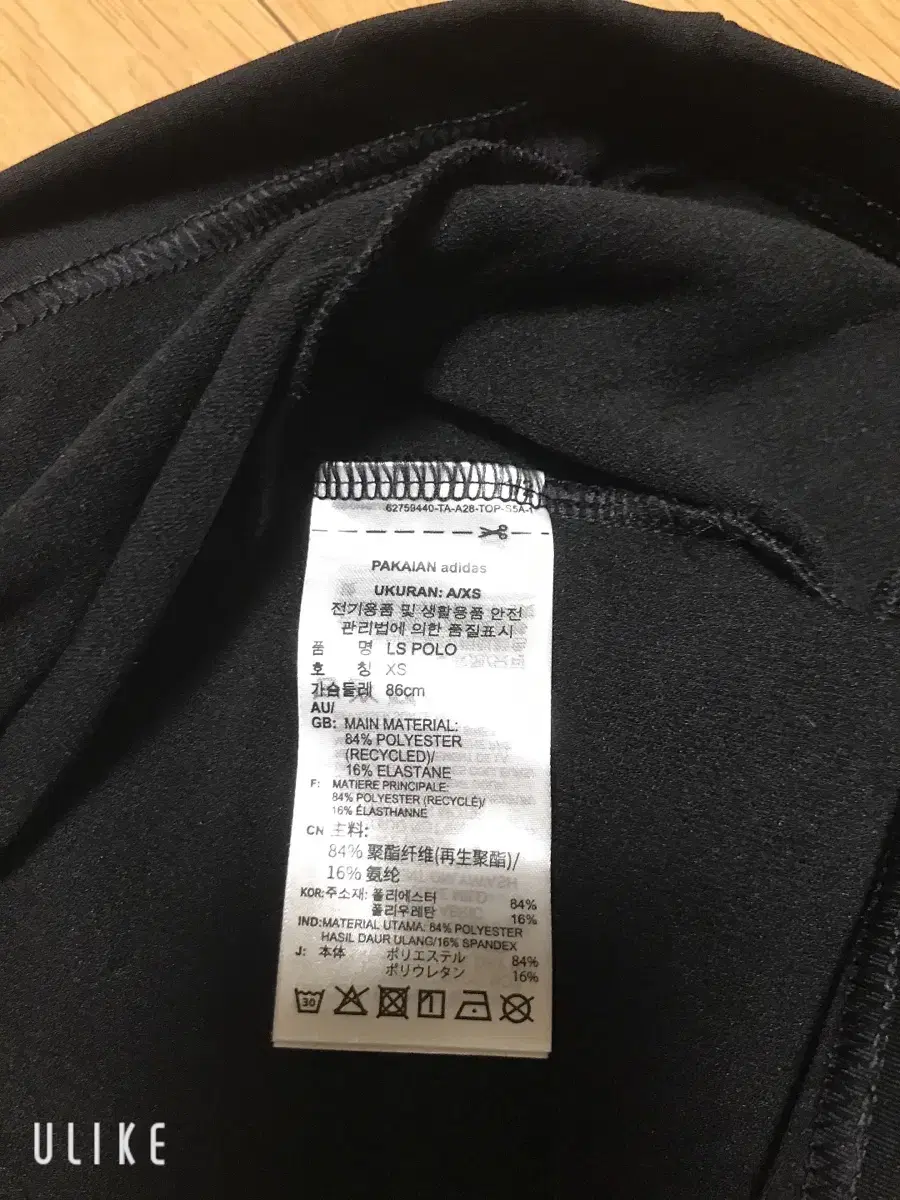 62759440-TA-A28-TOP-S5A-1
PAKAIAN adidas
UKURAN: A/XS
전기용품 및 생활용품 안전
관리법에 의한 품질표시
품 명 LS POLO
호 칭 XS
가슴둘레 86cm
AU/
GB: MAIN MATERIAL:
84% POLYESTER
(RECYCLED)/
16% ELASTANE
F: MATIERE PRINCIPALE:
84% POLYESTER (RECYCLÉ)/
16% ÉLASTHANNE
CN 主料:
84% 聚酯纤维(再生聚酯)/
16% 氨纶
KOR:주소재: 폴리에스터 84%
폴리우레탄 16%
IND:MATERIAL UTAMA: 84% POLYESTER
HASIL DAUR ULANG/16% SPANDEX
J: 本体 ポリエステル 84%
ポリウレタン 16%
30
ULIKE